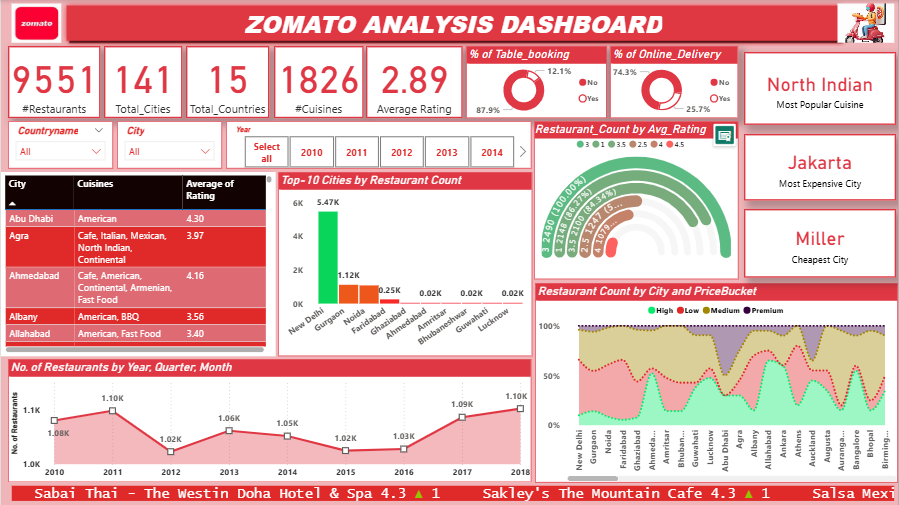 zomato
ZOMATO ANALYSIS DASHBOARD
9551
#Restaurants
141
Total_Cities
15
Total_Countries
1826
#Cuisines
2.89
Average Rating
% of Table_booking
12.1%
87.9%
No
Yes
% of Online_Delivery
74.3%
25.7%
No
Yes
North Indian
Most Popular Cuisine
Jakarta
Most Expensive City
Miller
Cheapest City
Countryname
All
City
All
Year
Select all
2010
2011
2012
2013
2014
Restaurant_Count by Avg_Rating
3 1 3.5 2.5 4 4.5
3 2490 (100.00%)
1 2148 (86.27%)
3.5 2100 (84.34%)
2.5 1247 (5...
4 1079...
City Cuisines Average of Rating
Abu Dhabi American 4.30
Agra Cafe, Italian, Mexican, 3.97
North Indian,
Continental
Ahmedabad Cafe, American, 4.16
Continental, Armenian,
Fast Food
Albany American, BBQ 3.56
Allahabad American, Fast Food 3.40
Top-10 Cities by Restaurant Count
6K
4K
2K
0K
5.47K
1.12K
0.25K
0.02K
0.02K
0.02K
New Delhi
Gurgaon
Noida
Faridabad
Ghaziabad
Ahmedabad
Amritsar
Bhubaneshwar
Guwahati
Lucknow
Restaurant Count by City and PriceBucket
High Low Medium Premium
100%
50%
0%
New Delhi
Gurgaon
Noida
Faridabad
Ghaziabad
Ahmeda...
Amritsar
Bhuban...
Guwahati
Lucknow
Abu Dhabi
Agra
Albany
Allahabad
Ankara
Athens
Auckland
Augusta
Auranga...
Bangalore
Bhopal
Birming...
No. of Restaurants by Year, Quarter, Month
No. of Restaurants
1.1K
1.0K
1.08K
1.10K
1.02K
1.06K
1.05K
1.02K
1.03K
1.09K
1.10K
2010
2011
2012
2013
2014
2015
2016
2017
2018
Sabai Thai - The Westin Doha Hotel & Spa 4.3 ▲ 1 Sakley's The Mountain Cafe 4.3 ▲ 1 Salsa Mexi